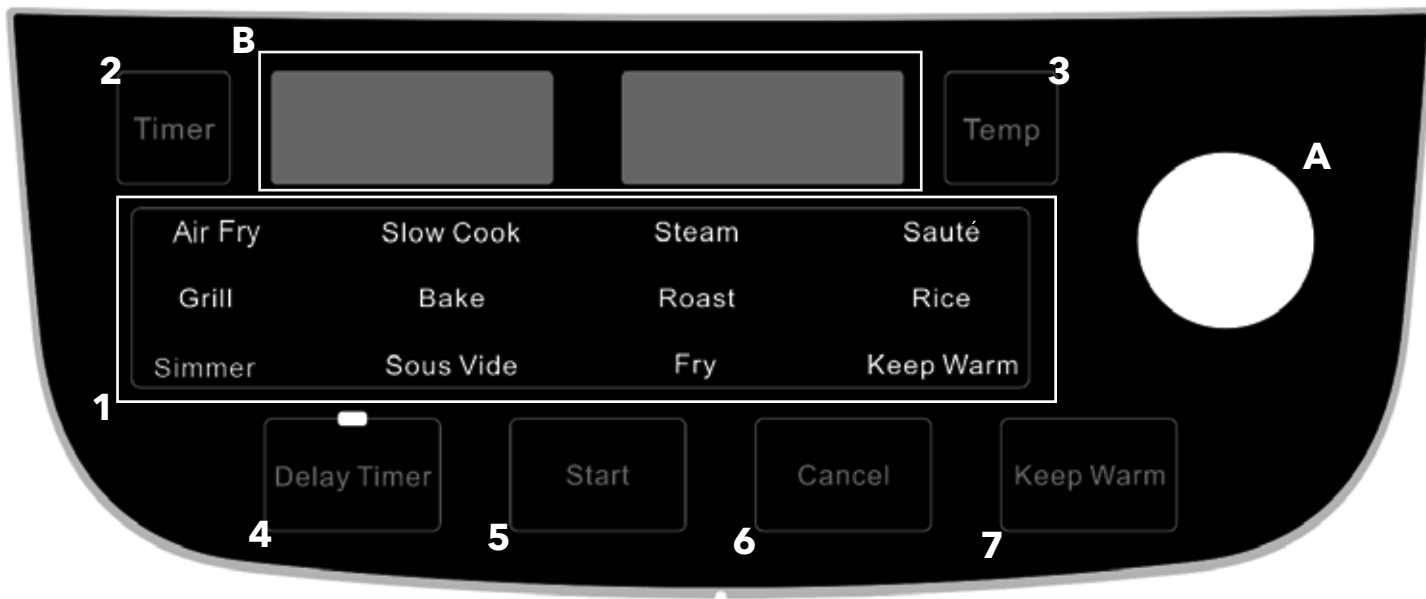 B
2 3
Timer Temp
A
Air Fry Slow Cook Steam Sauté
Grill Bake Roast Rice
Simmer Sous Vide Fry Keep Warm
1
Delay Timer Start Cancel Keep Warm
4 5 6 7